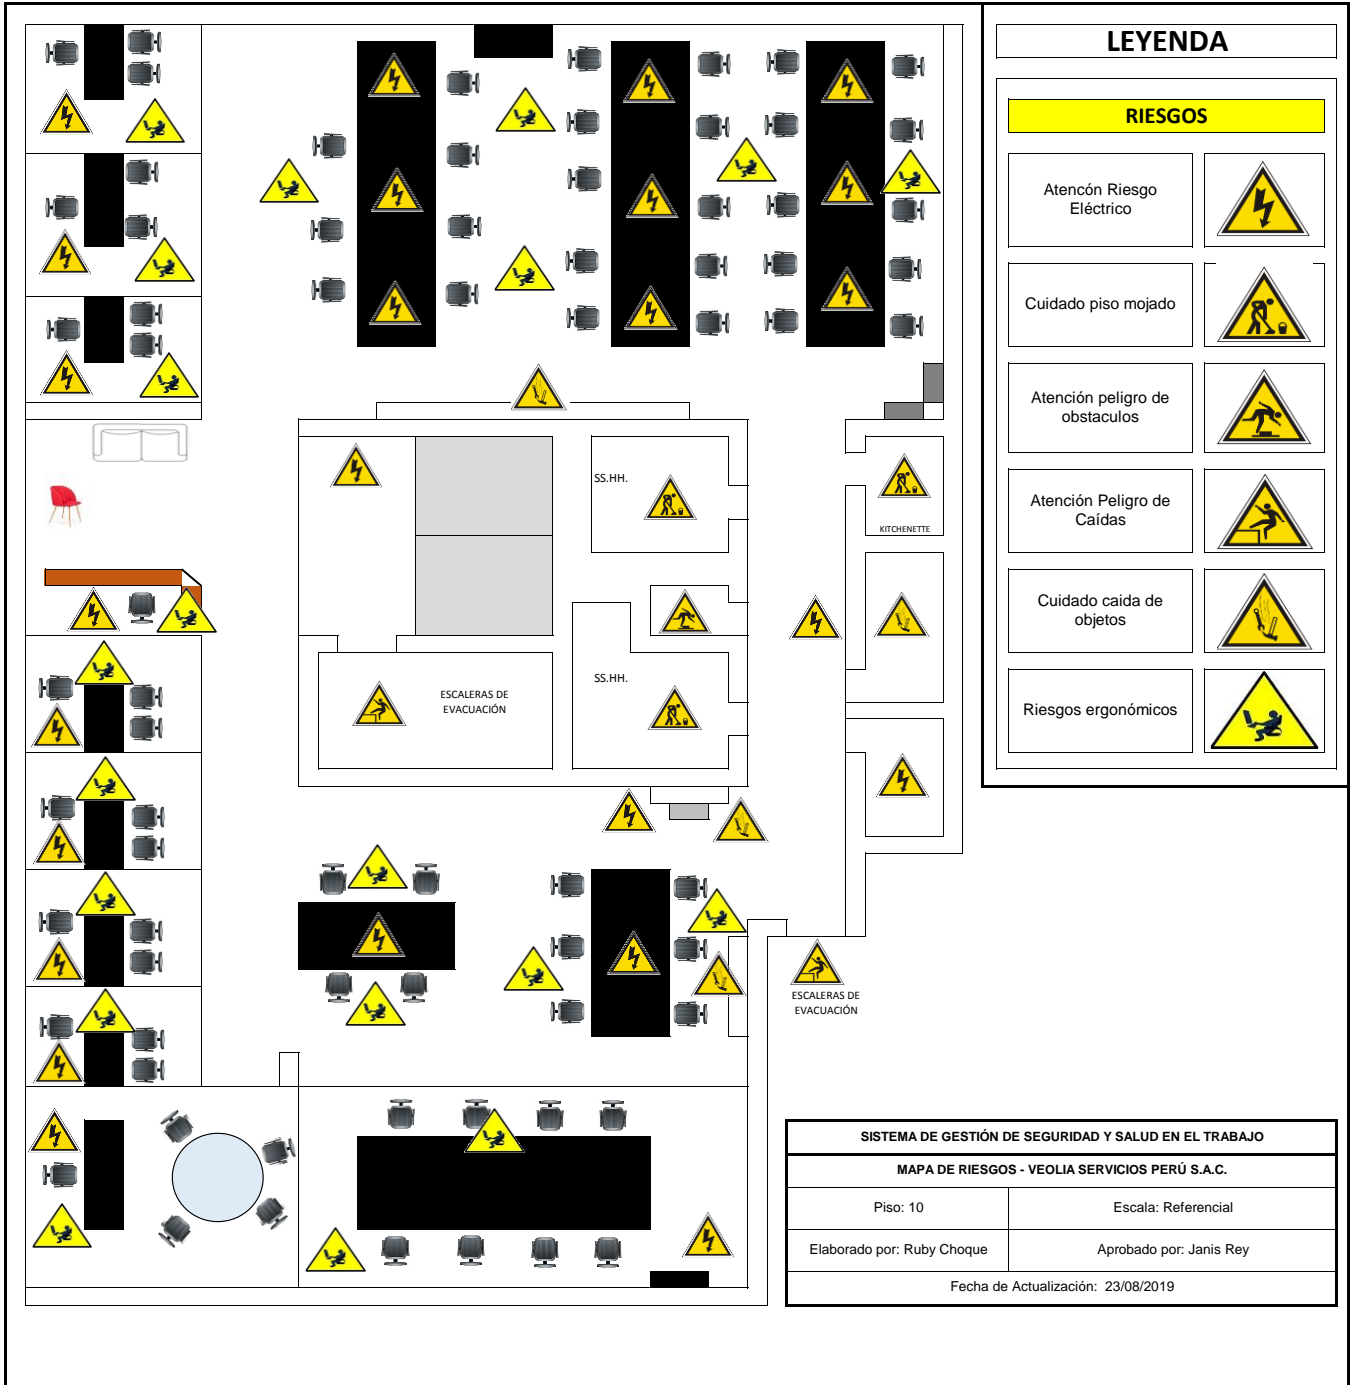 LEYENDA
RIESGOS
Atencón Riesgo
Eléctrico
Cuidado piso mojado
Atención peligro de
obstaculos
Atención Peligro de
Caídas
Cuidado caida de
objetos
Riesgos ergonómicos
SS.HH.
KITCHENETTE
SS.HH.
ESCALERAS DE
EVACUACIÓN
ESCALERAS DE
EVACUACIÓN
SISTEMA DE GESTIÓN DE SEGURIDAD Y SALUD EN EL TRABAJO
MAPA DE RIESGOS - VEOLIA SERVICIOS PERÚ S.A.C.
Piso: 10
Escala: Referencial
Elaborado por: Ruby Choque
Aprobado por: Janis Rey
Fecha de Actualización: 23/08/2019